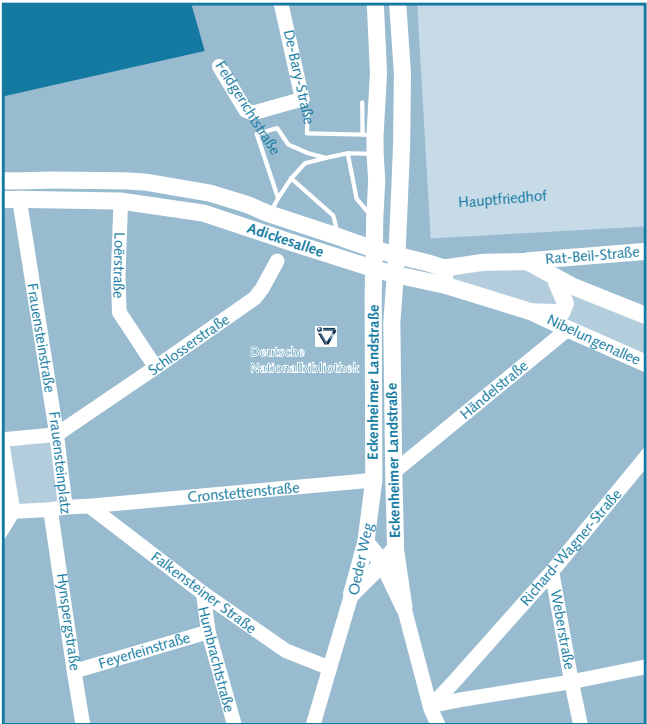 De-Bary-Straße
Feldgerichtstraße
Hauptfriedhof
Adickesallee
Rat-Beil-Straße
Loërstraße
Frauensteinstraße
Schlosserstraße
Deutsche
Nationalbibliothek
Eckenheimer Landstraße
Eckenheimer Landstraße
Nibelungenallee
Händelstraße
Frauensteinplatz
Cronstettenstraße
Oeder Weg
Richard-Wagner-Straße
Falkensteiner Straße
Hynspergstraße
Humbrachtstraße
Feyerleinstraße
Weberstraße